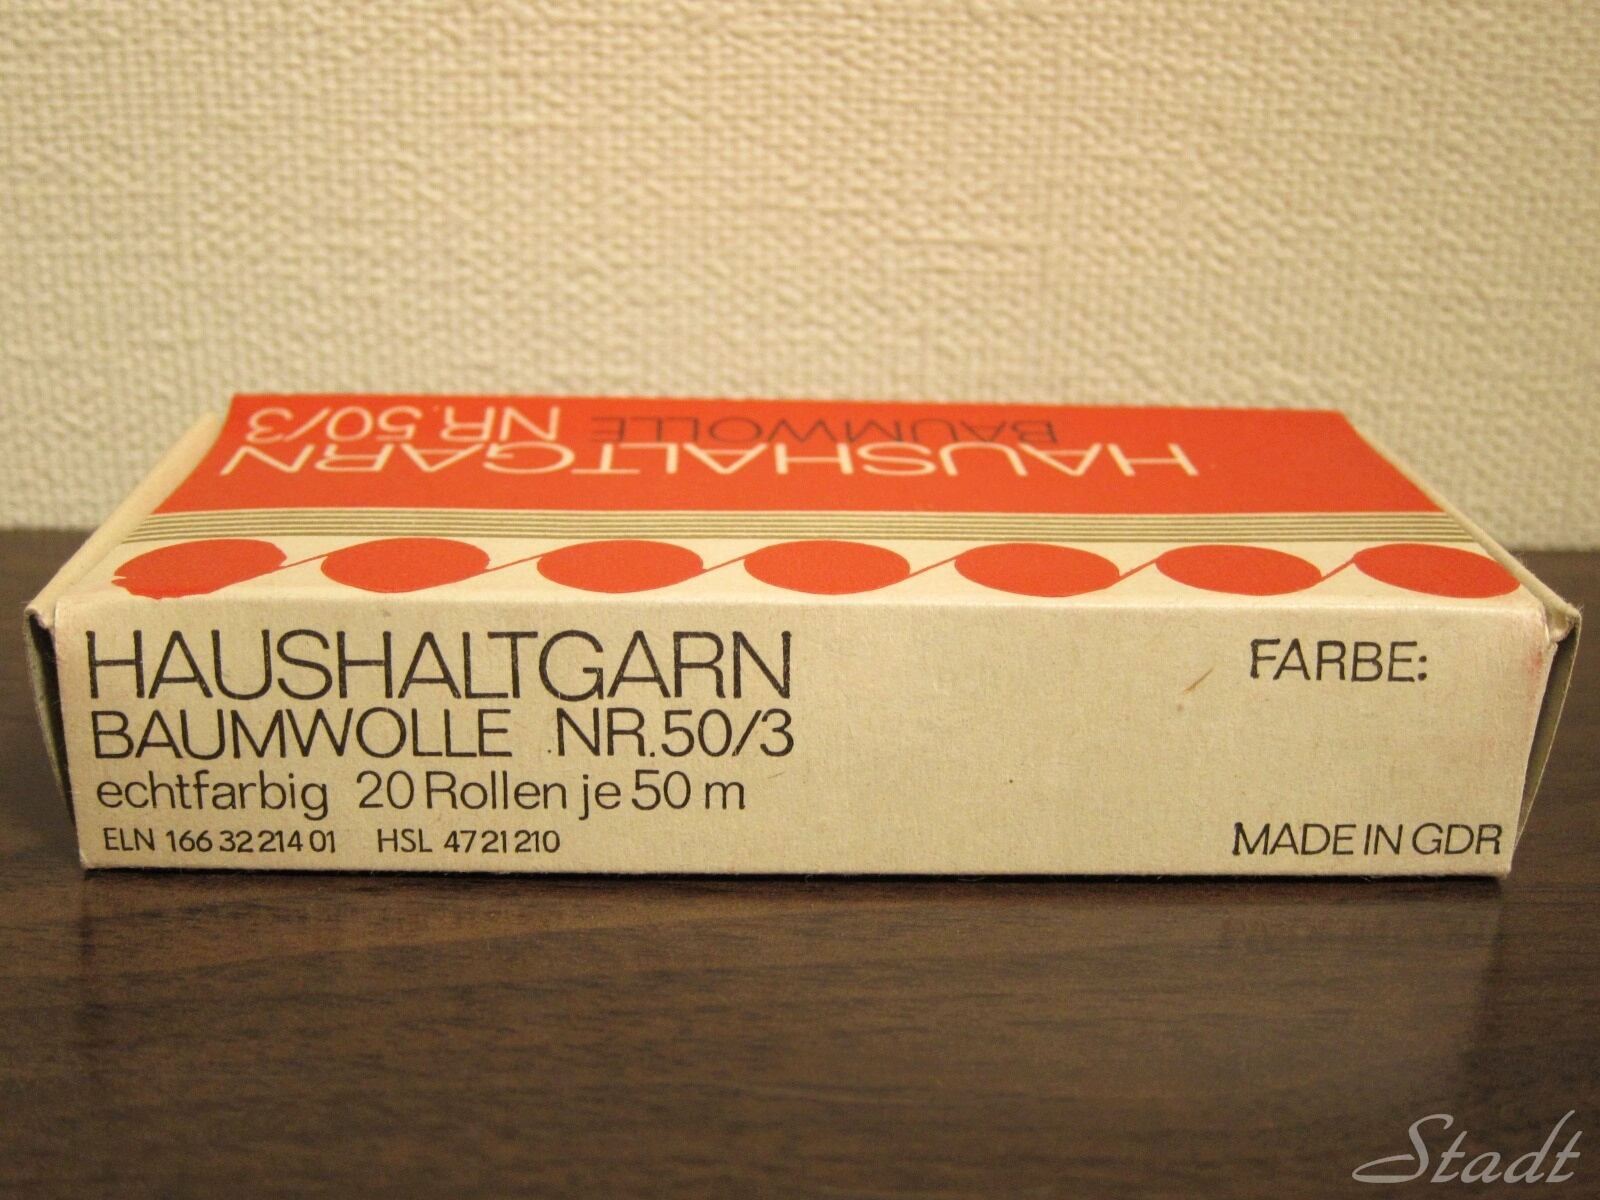 HAUSHALTGARN
BAUMWOLLE NR.50/3
HAUSHALTGARN
BAUMWOLLE NR.50/3
echtfarbig 20 Rollen je 50 m
ELN 166 32 214 01 HSL 47 21 210
FARBE:
MADE IN GDR
Stadt